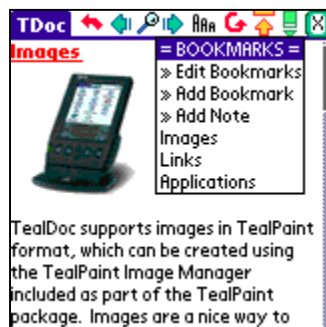 TDoc AAA
Images
= BOOKMARKS =
» Edit Bookmarks
» Add Bookmark
» Add Note
Images
Links
Applications
TealDoc supports images in TealPaint
format, which can be created using
the TealPaint Image Manager
included as part of the TealPaint
package. Images are a nice way to